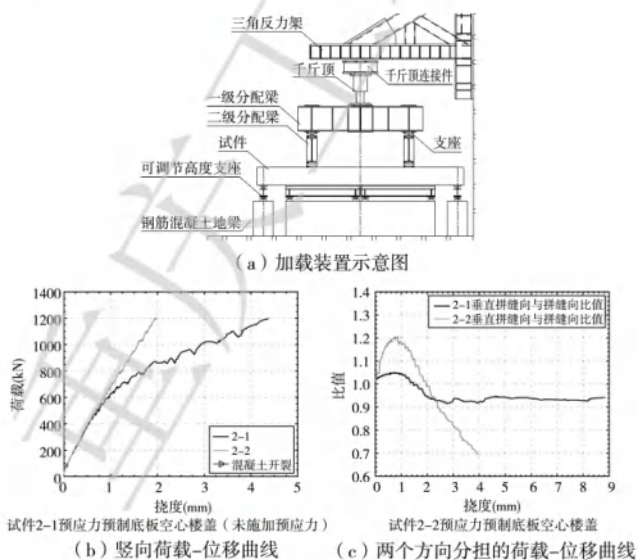 三角反力架
千斤顶
千斤顶连接件
一级分配梁
二级分配梁
试件
支座
可调节高度支座
钢筋混凝土地梁
(a)加载装置示意图
1400
1200
1000
800
600
400
200
0
荷载(kN)
2-1
2-2
混凝土开裂
0 1 2 3 4 5
挠度(mm)
试件2-1预应力预制底板空心楼盖(未施加预应力)
(b)竖向荷载-位移曲线
1.4
1.3
1.2
1.1
1.0
0.9
0.8
0.7
0.6
比值
2-1垂直拼缝向与拼缝向比值
2-2垂直拼缝向与拼缝向比值
0 1 2 3 4 5 6 7 8 9
挠度(mm)
试件2-2预应力预制底板空心楼盖
(c)两个方向分担的荷载-位移曲线